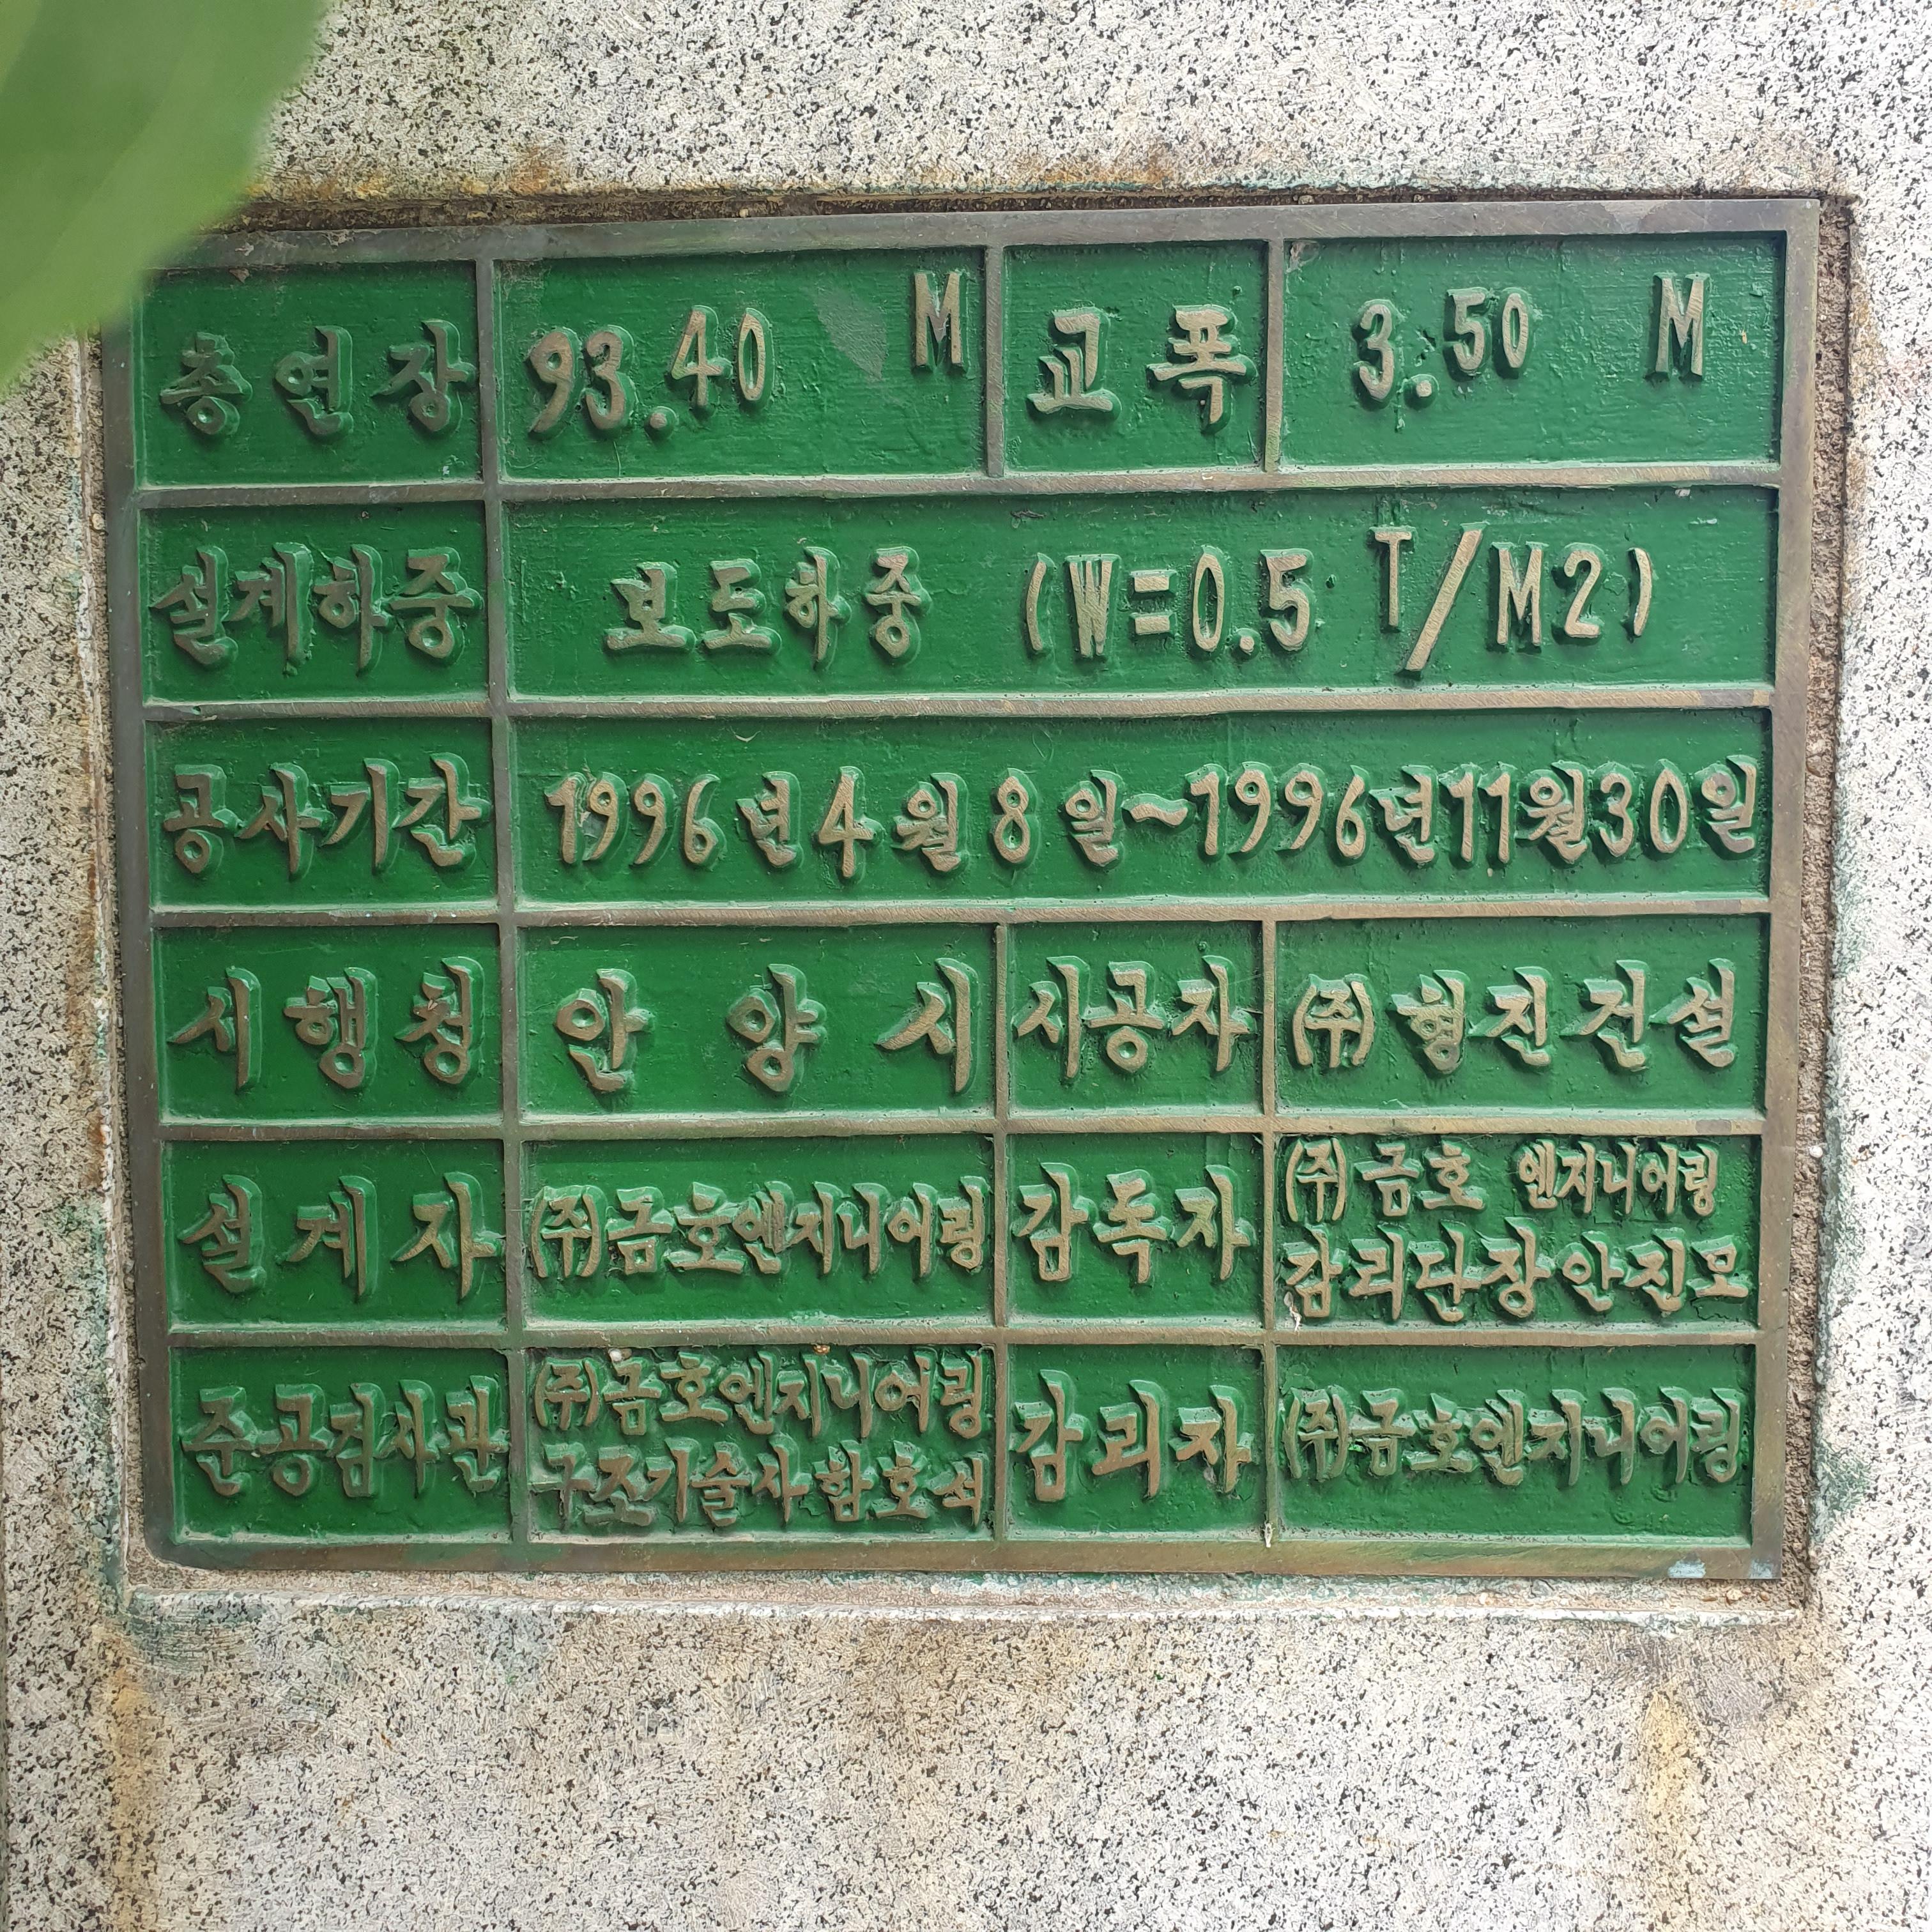 총연장 93.40 M 교폭 3.50 M
설계하중 보도하중 (W=0.5 T/M2)
공사기간 1996년4월8일~1996년11월30일
시행청 안양시 시공자 (주)형진건설
설계자 (주)금호엔지니어링 감독자 (주)금호 엔지니어링
감리단장안진모
준공검사관 (주)금호엔지니어링 감리자 (주)금호엔지니어링
구조기술사함호석